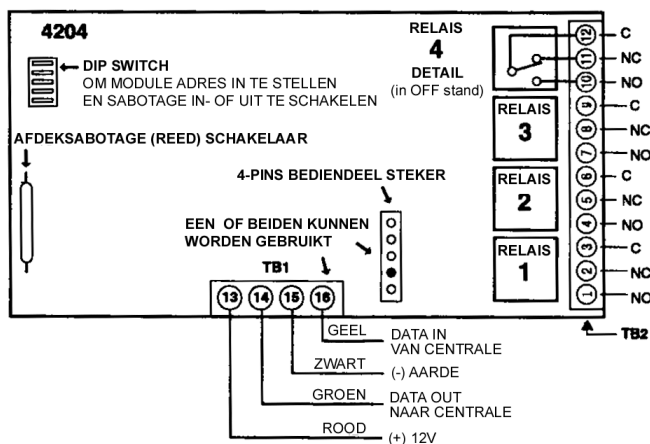 4204
DIP SWITCH
OM MODULE ADRES IN TE STELLEN
EN SABOTAGE IN- OF UIT TE SCHAKELEN
AFDEKSABOTAGE (REED) SCHAKELAAR
4-PINS BEDIENDEEL STEKER
EEN OF BEIDEN KUNNEN
WORDEN GEBRUIKT
TB1
13 14 15 16
RELAIS
4
DETAIL
(in OFF stand)
RELAIS
3
RELAIS
2
RELAIS
1
12 C
11 NC
10 NO
9 C
8 NC
7 NO
6 C
5 NC
4 NO
3 C
2 NC
1 NO
TB2
GEEL DATA IN
VAN CENTRALE
ZWART (-) AARDE
GROEN DATA OUT
NAAR CENTRALE
ROOD (+) 12V